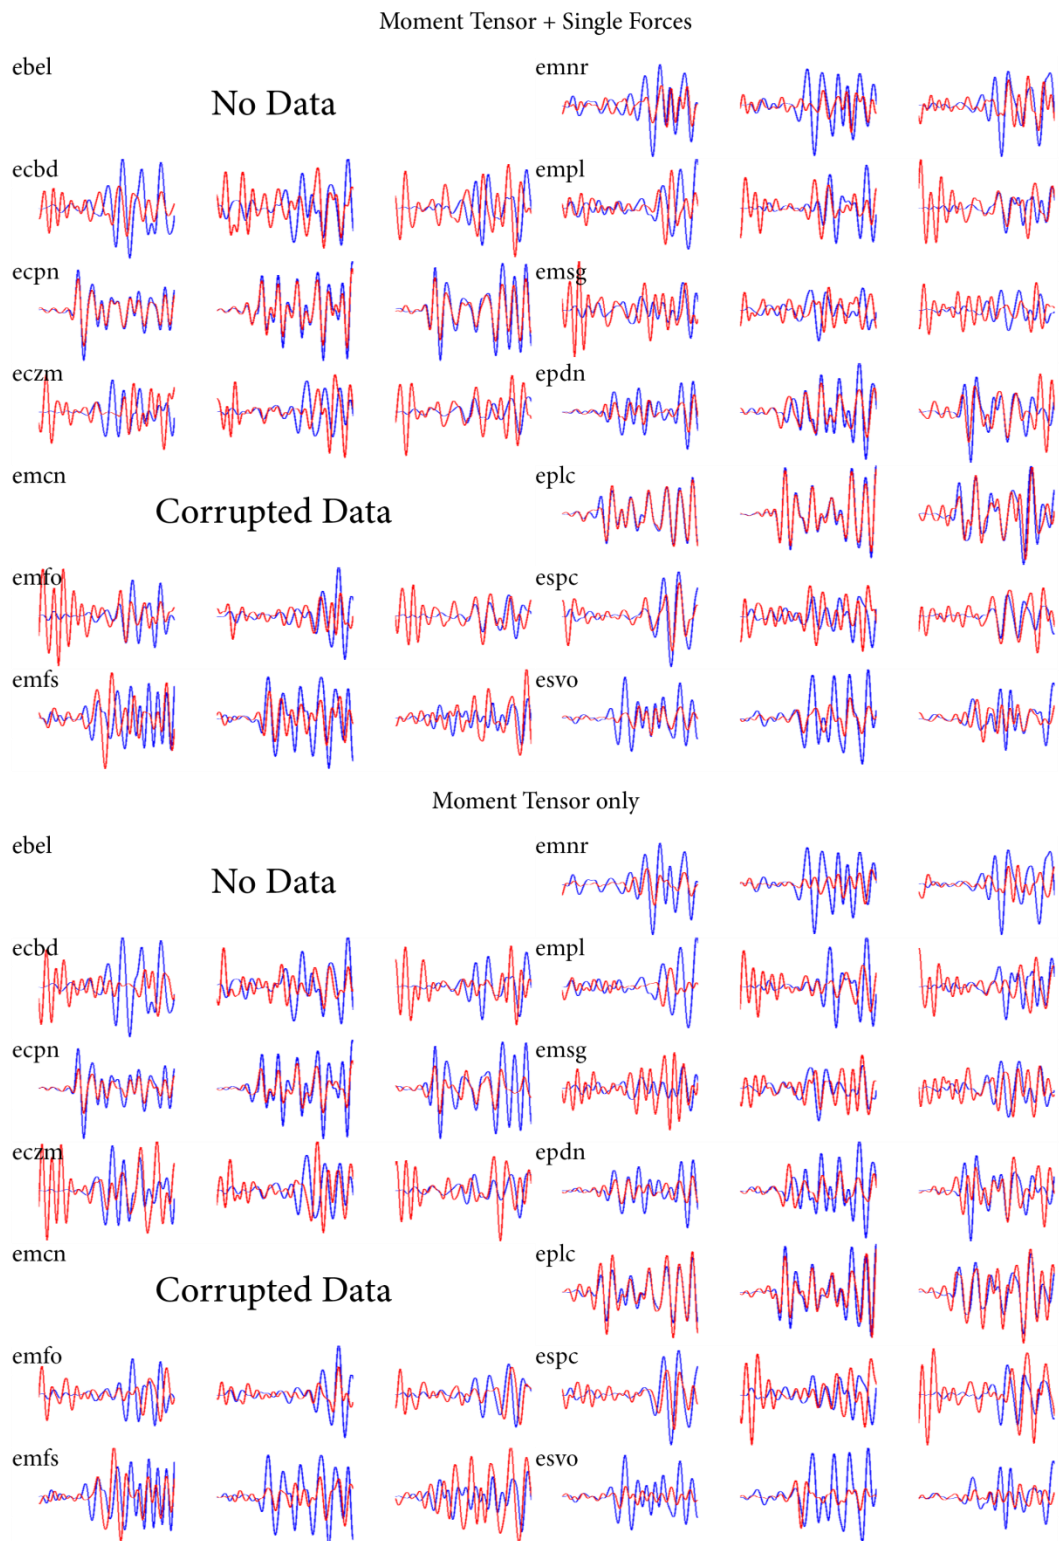 Moment Tensor + Single Forces
ebel
No Data
emnr
ecbd
empl
ecpn
emsg
eczm
epdn
emcn
Corrupted Data
eplc
emfo
espc
emfs
esvo
Moment Tensor only
ebel
No Data
emnr
ecbd
empl
ecpn
emsg
eczm
epdn
emcn
Corrupted Data
eplc
emfo
espc
emfs
esvo